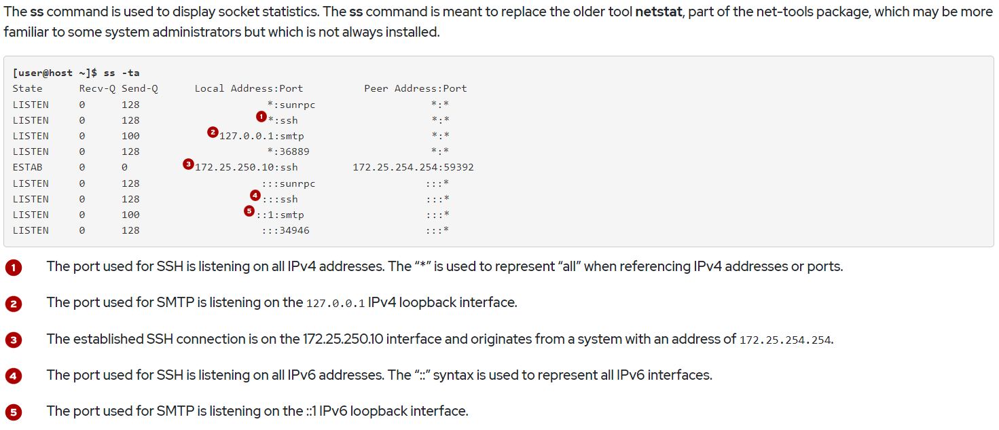 The ss command is used to display socket statistics. The ss command is meant to replace the older tool netstat, part of the net-tools package, which may be more
familiar to some system administrators but which is not always installed.
[user@host ~]$ ss -ta
State      Recv-Q Send-Q      Local Address:Port          Peer Address:Port
LISTEN     0      128                  *:sunrpc                   *:*
LISTEN     0      128                1 *:ssh                      *:*
LISTEN     0      100        2 127.0.0.1:smtp                     *:*
LISTEN     0      128                  *:36889                    *:*
ESTAB      0      0      3 172.25.250.10:ssh         172.25.254.254:59392
LISTEN     0      128                 :::sunrpc                  :::*
LISTEN     0      128               4 :::ssh                     :::*
LISTEN     0      100              5 ::1:smtp                    :::*
LISTEN     0      128                 :::34946                   :::*
1 The port used for SSH is listening on all IPv4 addresses. The “*” is used to represent “all” when referencing IPv4 addresses or ports.
2 The port used for SMTP is listening on the 127.0.0.1 IPv4 loopback interface.
3 The established SSH connection is on the 172.25.250.10 interface and originates from a system with an address of 172.25.254.254.
4 The port used for SSH is listening on all IPv6 addresses. The “::” syntax is used to represent all IPv6 interfaces.
5 The port used for SMTP is listening on the ::1 IPv6 loopback interface.